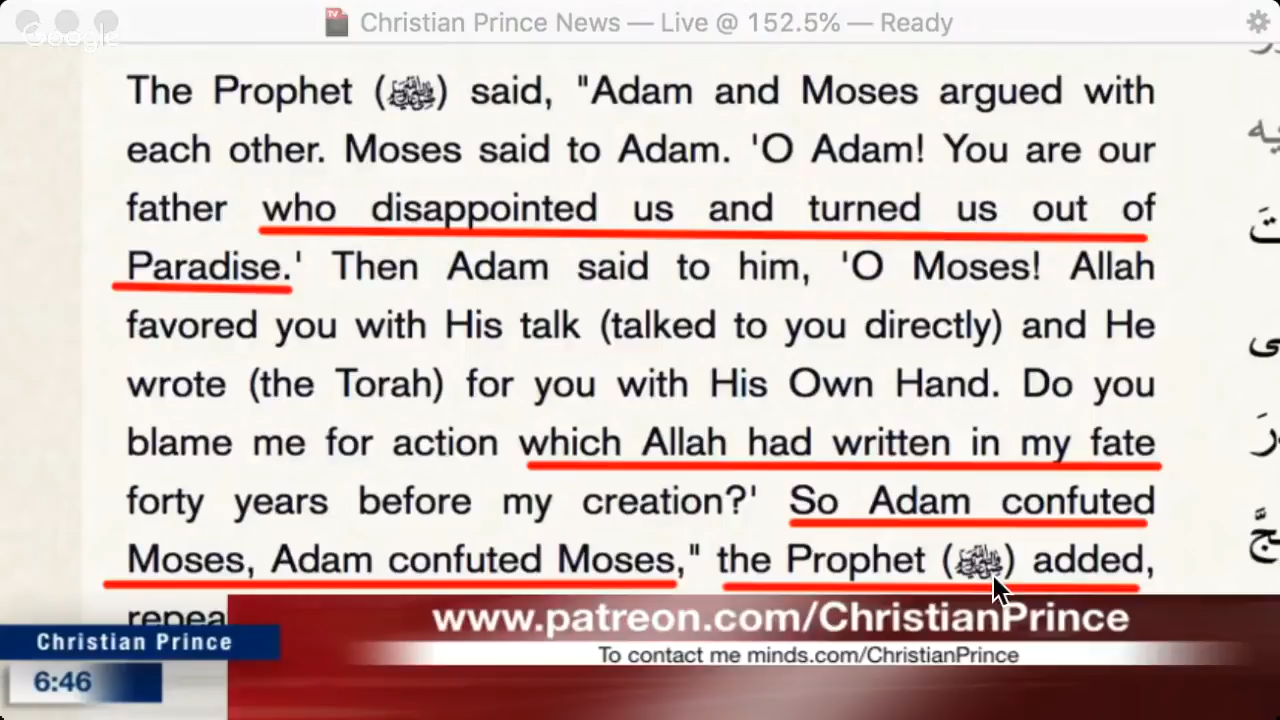 Christian Prince News — Live @ 152.5% — Ready
Google
The Prophet (ﷺ) said, "Adam and Moses argued with
each other. Moses said to Adam. 'O Adam! You are our
father who disappointed us and turned us out of
Paradise.' Then Adam said to him, 'O Moses! Allah
favored you with His talk (talked to you directly) and He
wrote (the Torah) for you with His Own Hand. Do you
blame me for action which Allah had written in my fate
forty years before my creation?' So Adam confuted
Moses, Adam confuted Moses," the Prophet (ﷺ) added,
www.patreon.com/ChristianPrince
Christian Prince
To contact me minds.com/ChristianPrince
6:46